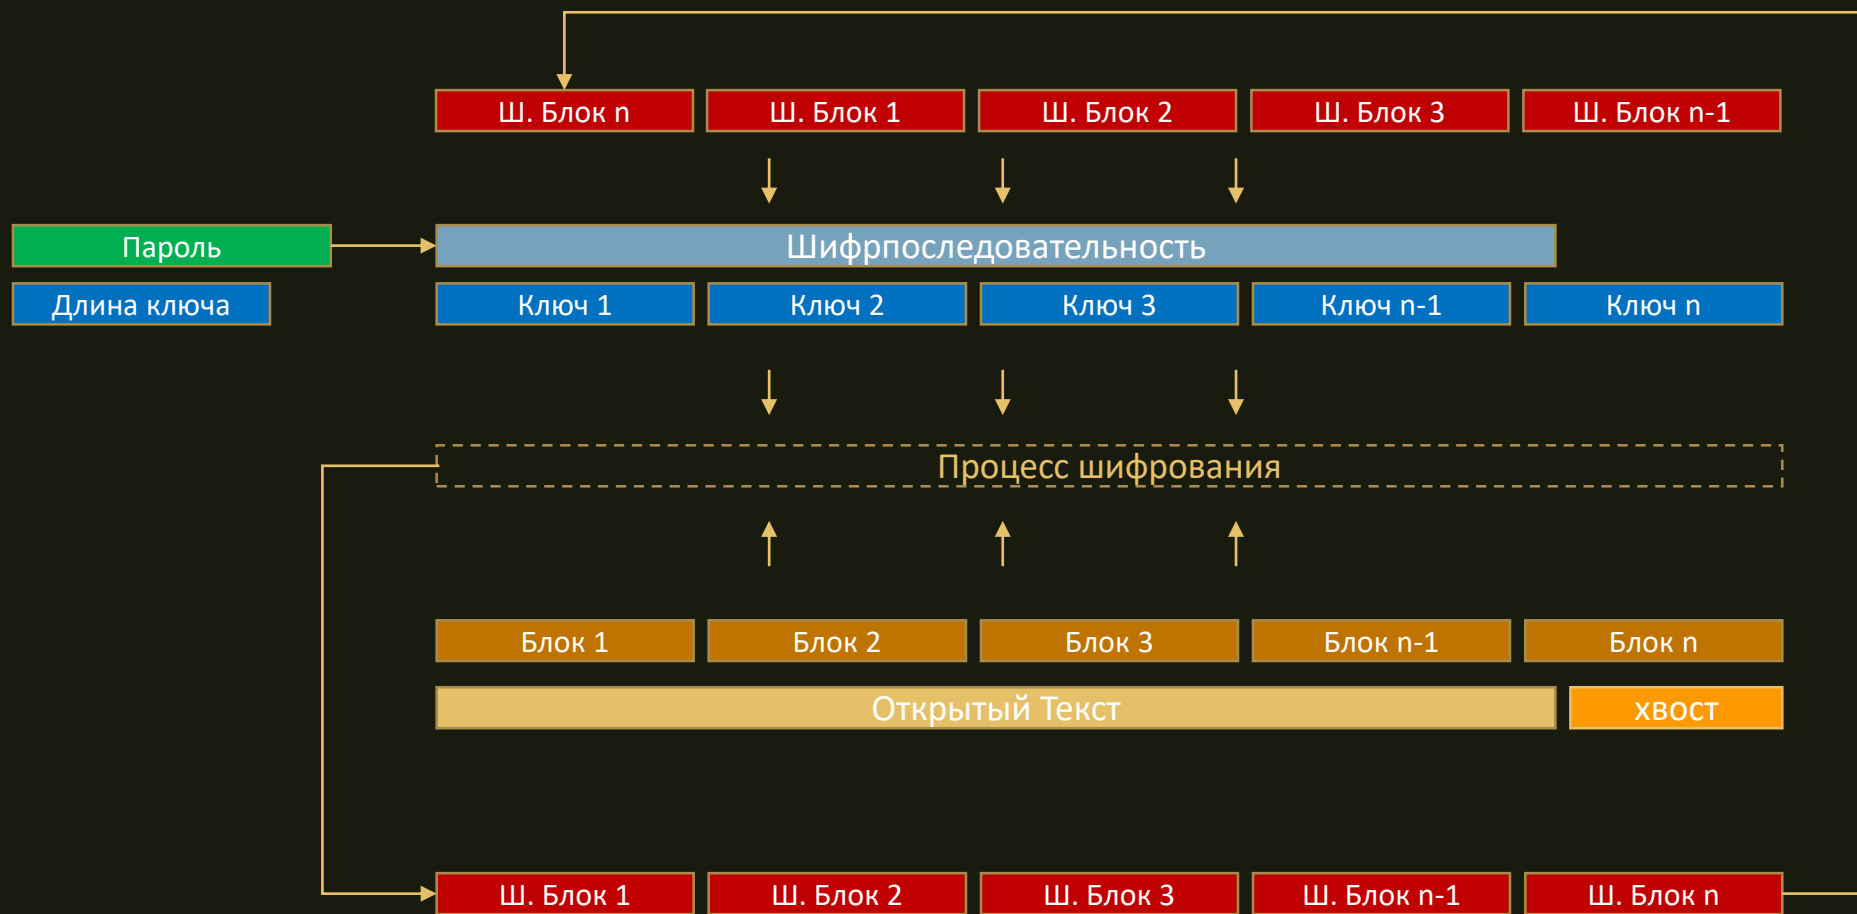 Ш. Блок n
Ш. Блок 1
Ш. Блок 2
Ш. Блок 3
Ш. Блок n-1
Пароль
Шифрпоследовательность
Длина ключа
Ключ 1
Ключ 2
Ключ 3
Ключ n-1
Ключ n
Процесс шифрования
Блок 1
Блок 2
Блок 3
Блок n-1
Блок n
Открытый Текст
хвост
Ш. Блок 1
Ш. Блок 2
Ш. Блок 3
Ш. Блок n-1
Ш. Блок n